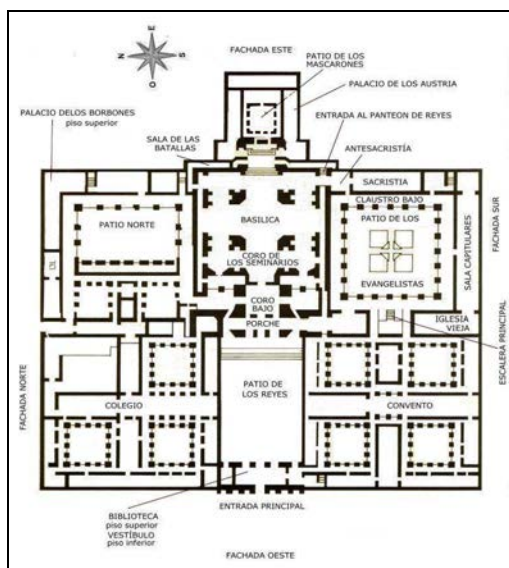 E
N
S
O
FACHADA ESTE
PATIO DE LOS
MASCARONES
PALACIO DE LOS AUSTRIA
PALACIO DELOS BORBONES
piso superior
ENTRADA AL PANTEON DE REYES
SALA DE LAS
BATALLAS
ANTESACRISTÍA
SACRISTIA
CLAUSTRO BAJO
PATIO NORTE
BASILICA
PATIO DE LOS
EVANGELISTAS
SALA CAPITULARES
FACHADA SUR
CORO DE
LOS SEMINARIOS
CORO
BAJO
PORCHE
IGLESIA
VIEJA
ESCALERA PRINCIPAL
PATIO DE
LOS REYES
FACHADA NORTE
COLEGIO
CONVENTO
BIBLIOTECA
piso superior
VESTÍBULO
piso inferior
ENTRADA PRINCIPAL
FACHADA OESTE